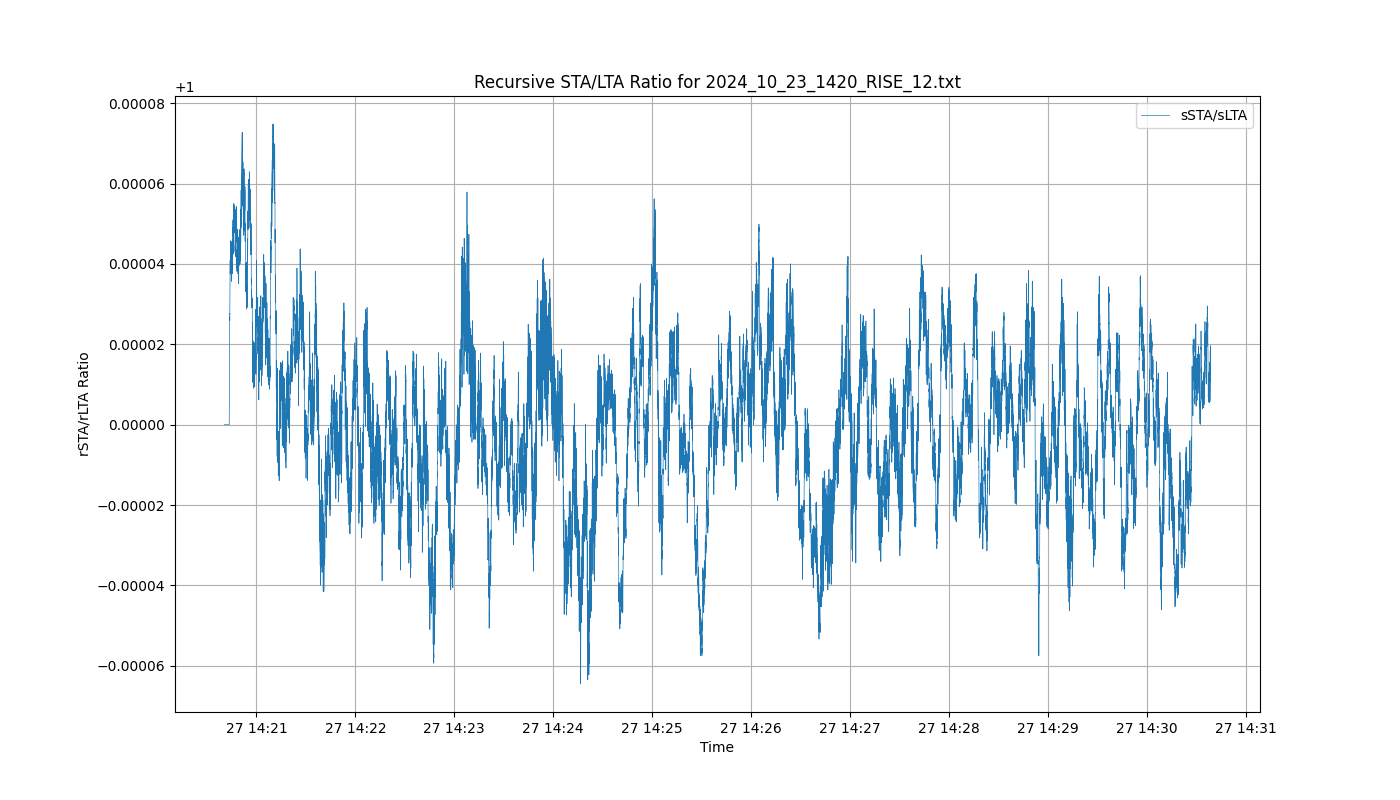 Recursive STA/LTA Ratio for 2024_10_23_1420_RISE_12.txt
+1
sSTA/sLTA
0.00008
0.00006
0.00004
0.00002
0.00000
−0.00002
−0.00004
−0.00006
rSTA/rLTA Ratio
27 14:21 27 14:22 27 14:23 27 14:24 27 14:25 27 14:26 27 14:27 27 14:28 27 14:29 27 14:30 27 14:31
Time